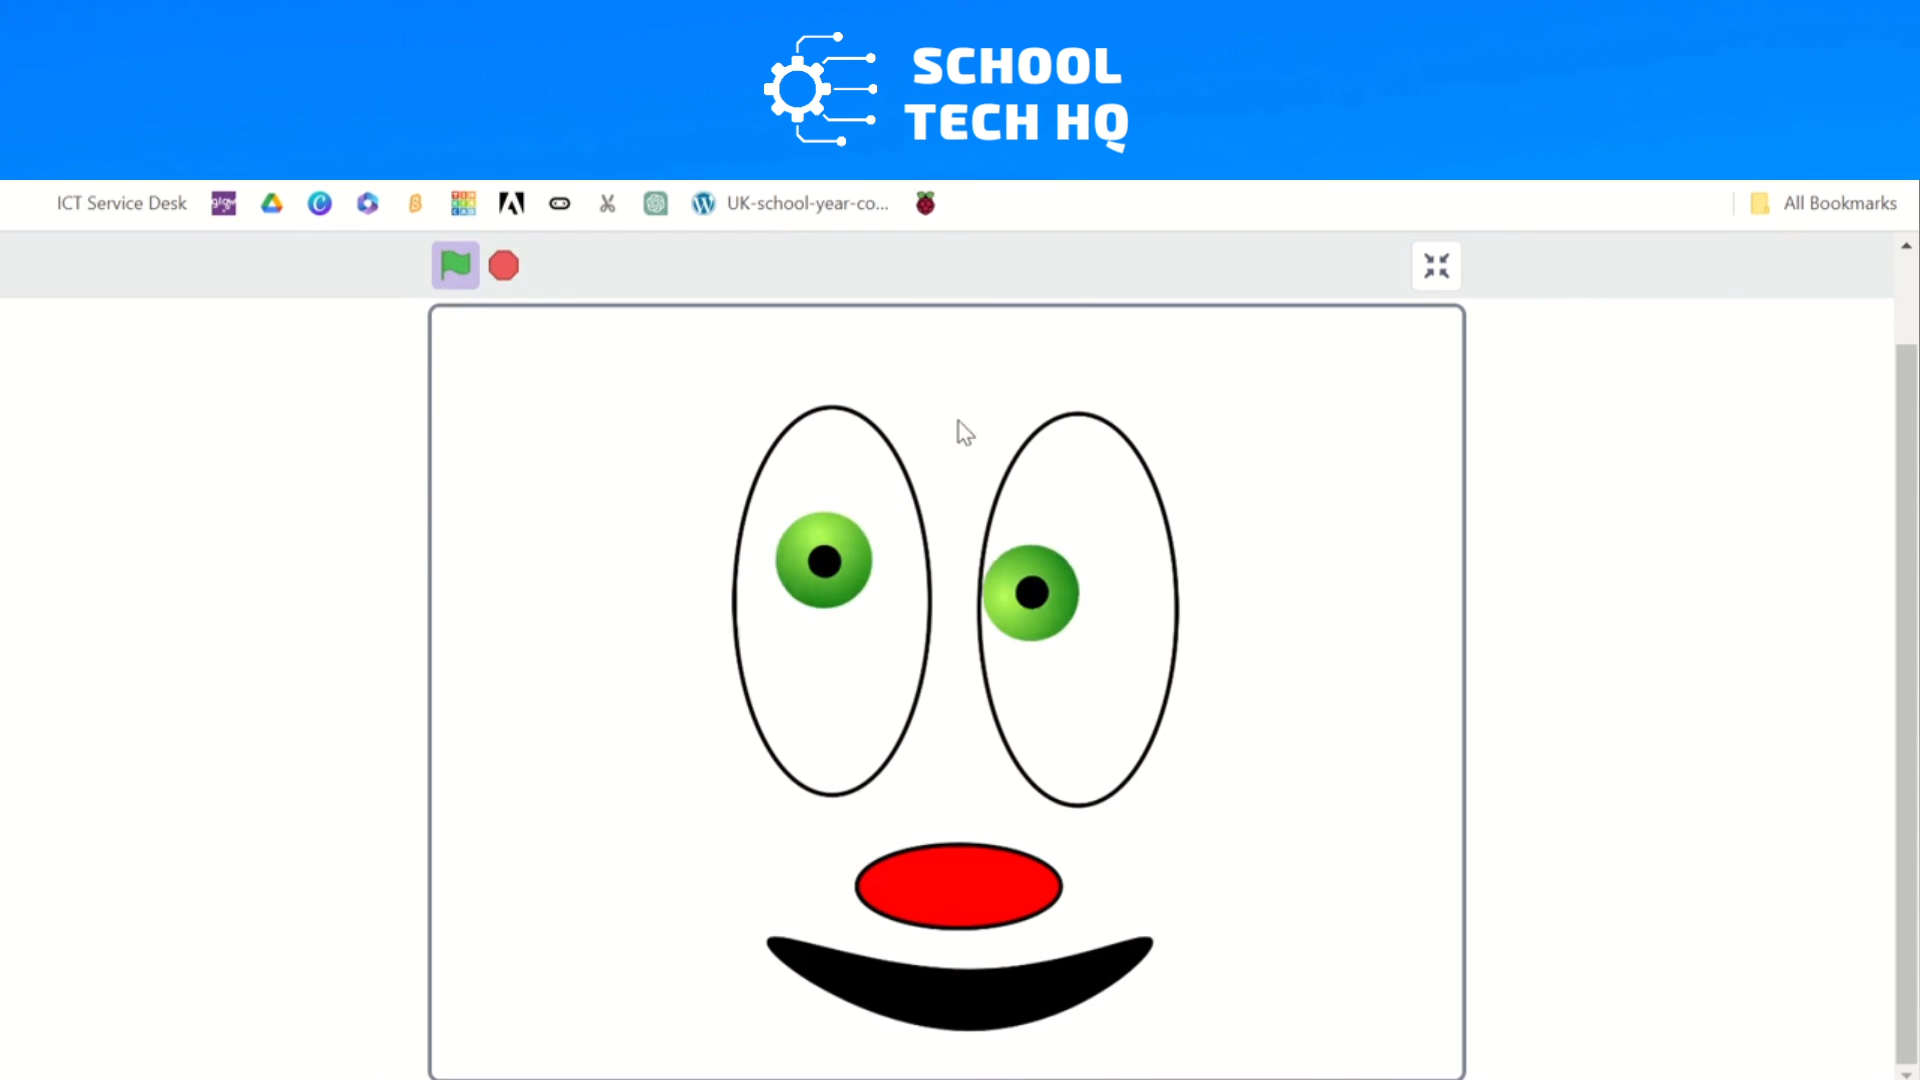 SCHOOL
TECH HQ
ICT Service Desk
UK-school-year-co...
All Bookmarks